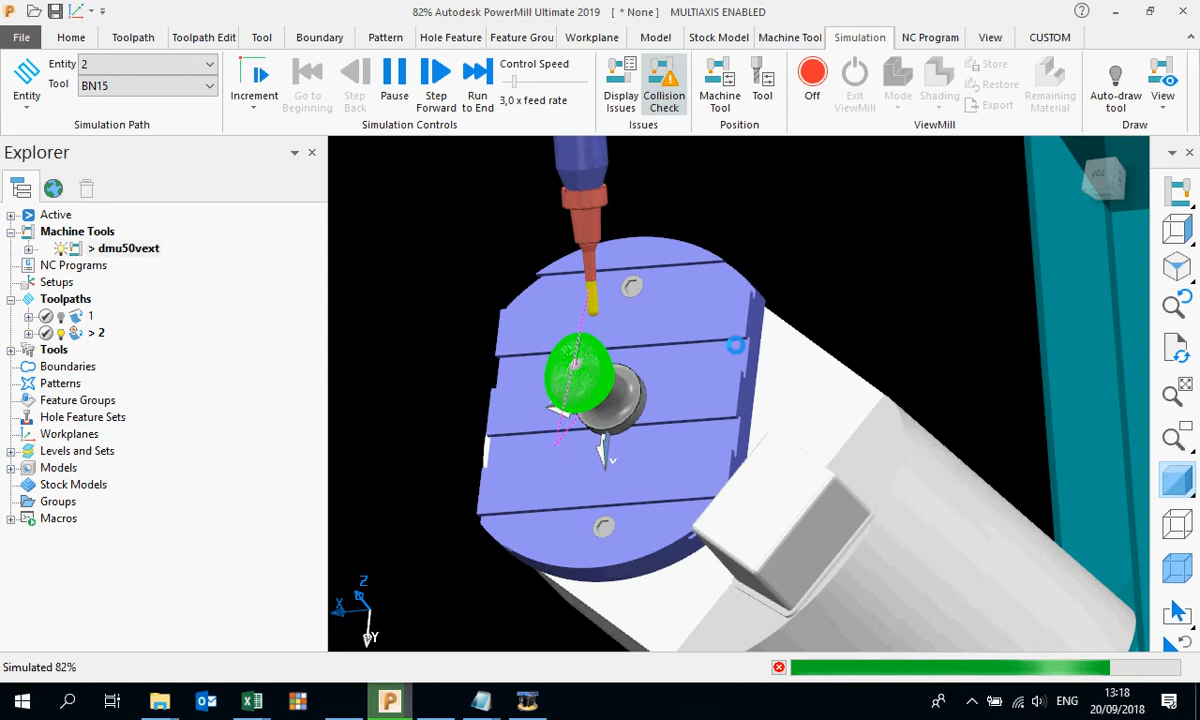 82% Autodesk PowerMill Ultimate 2019 [ * None ] MULTIAXIS ENABLED
File Home Toolpath Toolpath Edit Tool Boundary Pattern Hole Feature Feature Grou Workplane Model Stock Model Machine Tool Simulation NC Program View CUSTOM
Entity 2
Tool BN15
Entity
Simulation Path
Increment
Go to Beginning
Step Back
Pause
Step Forward
Run to End
Control Speed
3,0 x feed rate
Simulation Controls
Display Issues
Collision Check
Issues
Machine Tool
Tool
Position
Off
Exit ViewMill
Mode
Shading
Store
Restore
Export
Remaining Material
ViewMill
Auto-draw tool
View
Draw
Explorer
Active
Machine Tools
> dmu50vext
NC Programs
Setups
Toolpaths
1
> 2
Tools
Boundaries
Patterns
Feature Groups
Hole Feature Sets
Workplanes
Levels and Sets
Models
Stock Models
Groups
Macros
Z
X
Y
Simulated 82%
ENG
13:18
20/09/2018